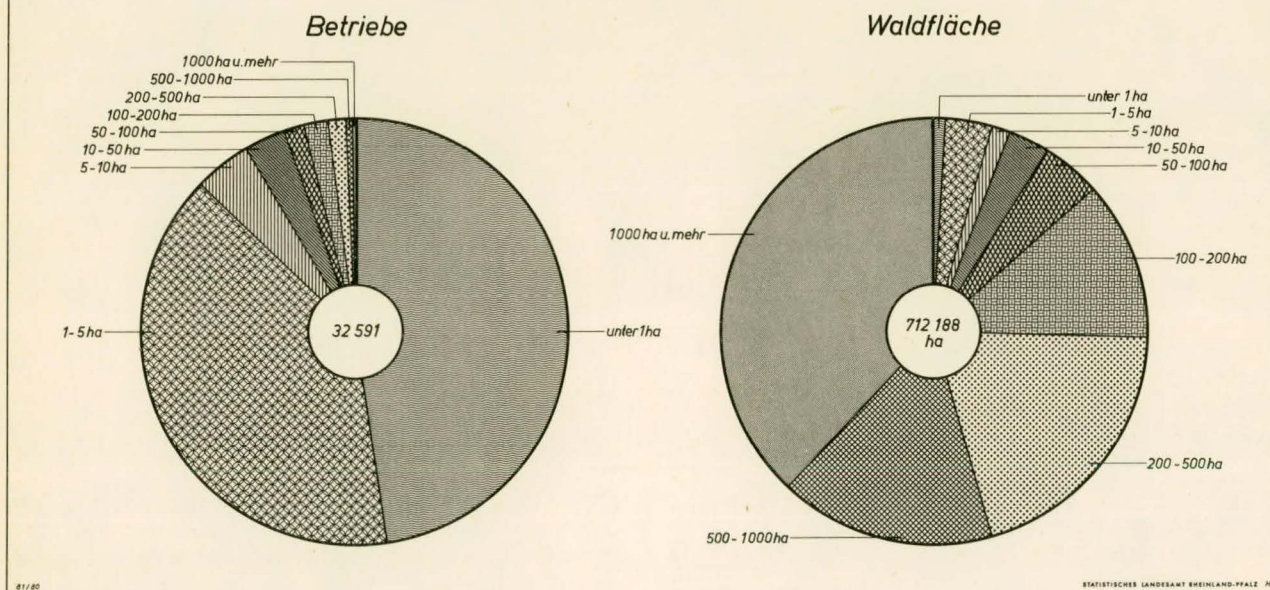 Betriebe
1000 ha u. mehr
500-1000 ha
200-500 ha
100-200 ha
50-100 ha
10-50 ha
5-10 ha
1-5 ha
32 591
unter 1 ha
Waldfläche
unter 1 ha
1-5 ha
5-10 ha
10-50 ha
50-100 ha
1000 ha u. mehr
100-200 ha
712 188
ha
200-500 ha
500-1000 ha
81/80
STATISTISCHES LANDESAMT RHEINLAND-PFALZ